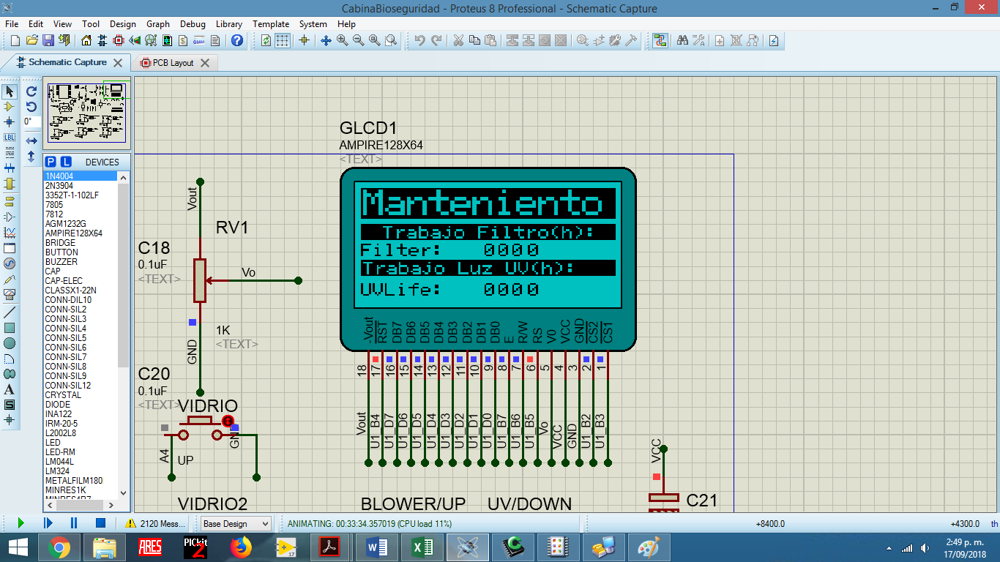 CabinaBioseguridad - Proteus 8 Professional - Schematic Capture
File Edit View Tool Design Graph Debug Library Template System Help
Schematic Capture PCB Layout
0°
LBL
P L DEVICES
1N4004
2N3904
3352T-1-102LF
7805
7812
AGM1232G
AMPIRE128X64
BRIDGE
BUTTON
BUZZER
CAP
CAP-ELEC
CLASSX1-22N
CONN-DIL10
CONN-SIL2
CONN-SIL3
CONN-SIL4
CONN-SIL5
CONN-SIL6
CONN-SIL7
CONN-SIL8
CONN-SIL9
CONN-SIL12
CRYSTAL
DIODE
INA122
IRM-20-5
L2002L8
LED
LED-RM
LM044L
LM324
METALFILM180
MINRES1K
GLCD1
AMPIRE128X64
<TEXT>
Manteniento
Trabajo Filtro(h):
Filter: 0000
Trabajo Luz UV(h):
UVLife: 0000
-Vout RST DB7 DB6 DB5 DB4 DB3 DB2 DB1 DB0 E R/W RS V0 VCC GND CS2 CS1
18 17 16 15 14 13 12 11 10 9 8 7 6 5 4 3 2 1
Vout U1_B4 U1_D7 U1_D6 U1_D5 U1_D4 U1_D3 U1_D2 U1_D1 U1_D0 U1_B7 U1_B6 U1_B5 Vo VCC GND U1_B2 U1_B3
Vout
RV1
C18
0.1uF
<TEXT>
Vo
1K
<TEXT>
GND
C20
0.1uF
<TEXT>
VIDRIO
GND
A4
UP
VIDRIO2
BLOWER/UP
UV/DOWN
VCC
C21
2120 Mess...
Base Design
ANIMATING: 00:33:34.357019 (CPU load 11%)
+8400.0
+4300.0 th
ARES
PICkit
2
17
2:49 p. m.
17/09/2018